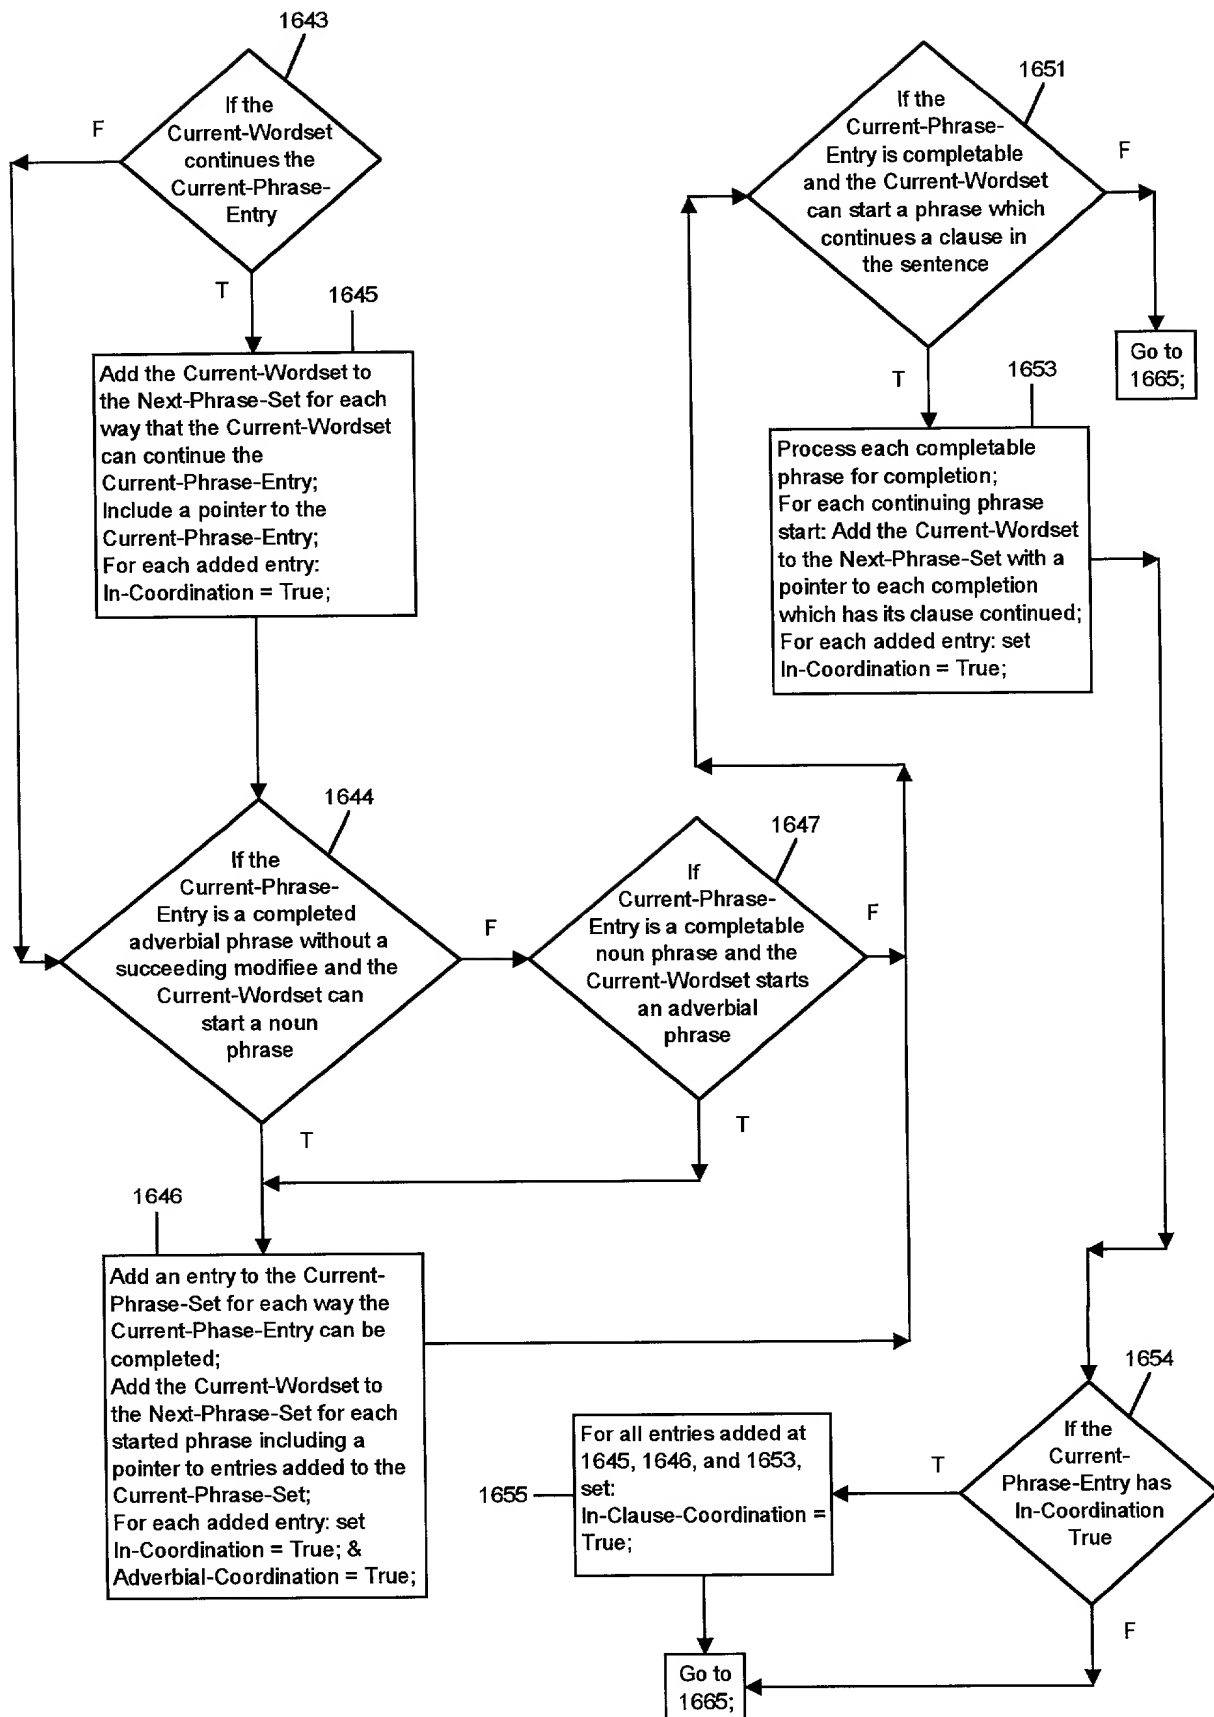 1643
If the
Current-Wordset
continues the
Current-Phrase-
Entry
F
T
1645
Add the Current-Wordset to
the Next-Phrase-Set for each
way that the Current-Wordset
can continue the
Current-Phrase-Entry;
Include a pointer to the
Current-Phrase-Entry;
For each added entry:
In-Coordination = True;
1644
If the
Current-Phrase-
Entry is a completed
adverbial phrase without a
succeeding modifiee and the
Current-Wordset can
start a noun
phrase
F
T
1647
If
Current-Phrase-
Entry is a completable
noun phrase and the
Current-Wordset starts
an adverbial
phrase
F
T
1646
Add an entry to the Current-
Phrase-Set for each way the
Current-Phase-Entry can be
completed;
Add the Current-Wordset to
the Next-Phrase-Set for each
started phrase including a
pointer to entries added to the
Current-Phrase-Set;
For each added entry: set
In-Coordination = True; &
Adverbial-Coordination = True;
1651
If the
Current-Phrase-
Entry is completable
and the Current-Wordset
can start a phrase which
continues a clause in
the sentence
F
T
Go to
1665;
1653
Process each completable
phrase for completion;
For each continuing phrase
start: Add the Current-Wordset
to the Next-Phrase-Set with a
pointer to each completion
which has its clause continued;
For each added entry: set
In-Coordination = True;
1654
If the
Current-
Phrase-Entry has
In-Coordination
True
T
F
1655
For all entries added at
1645, 1646, and 1653,
set:
In-Clause-Coordination =
True;
Go to
1665;